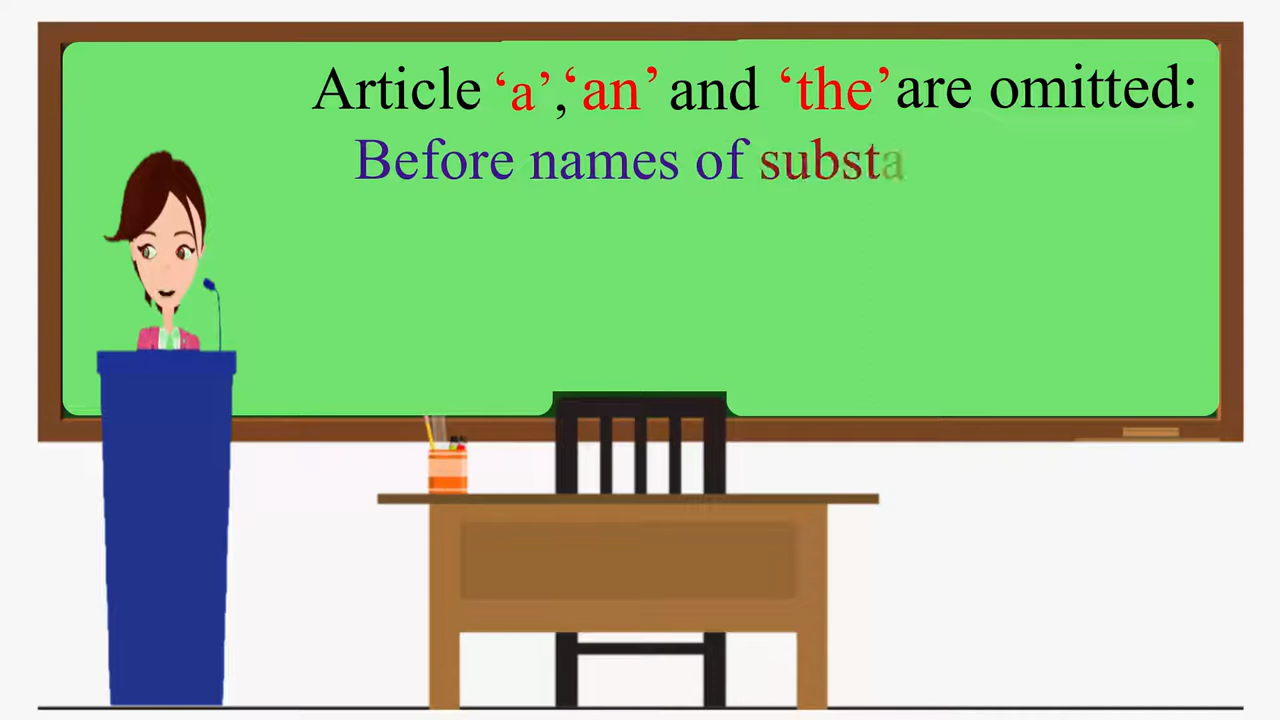 Article ‘a’,‘an’ and ‘the’ are omitted:
Before names of substa